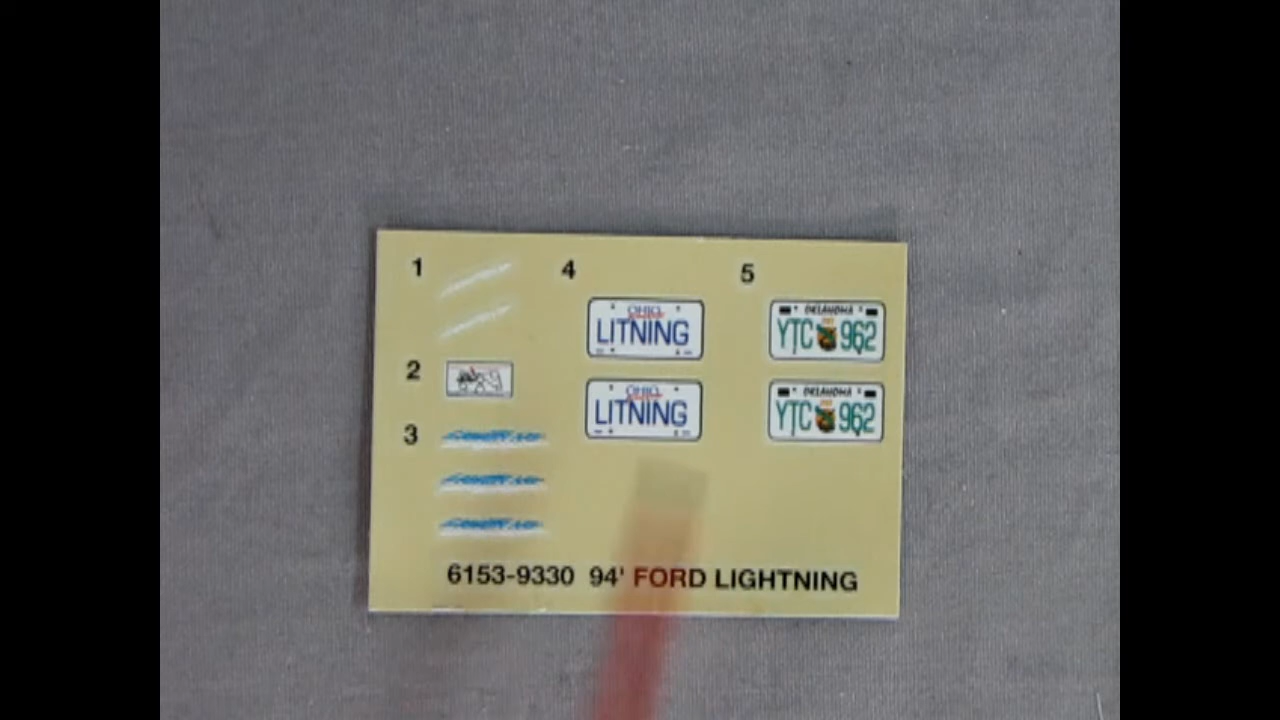 1
4
5
OHIO
LITNING
OKLAHOMA
YTC 962
2
OHIO
LITNING
OKLAHOMA
YTC 962
3
6153-9330 94' FORD LIGHTNING